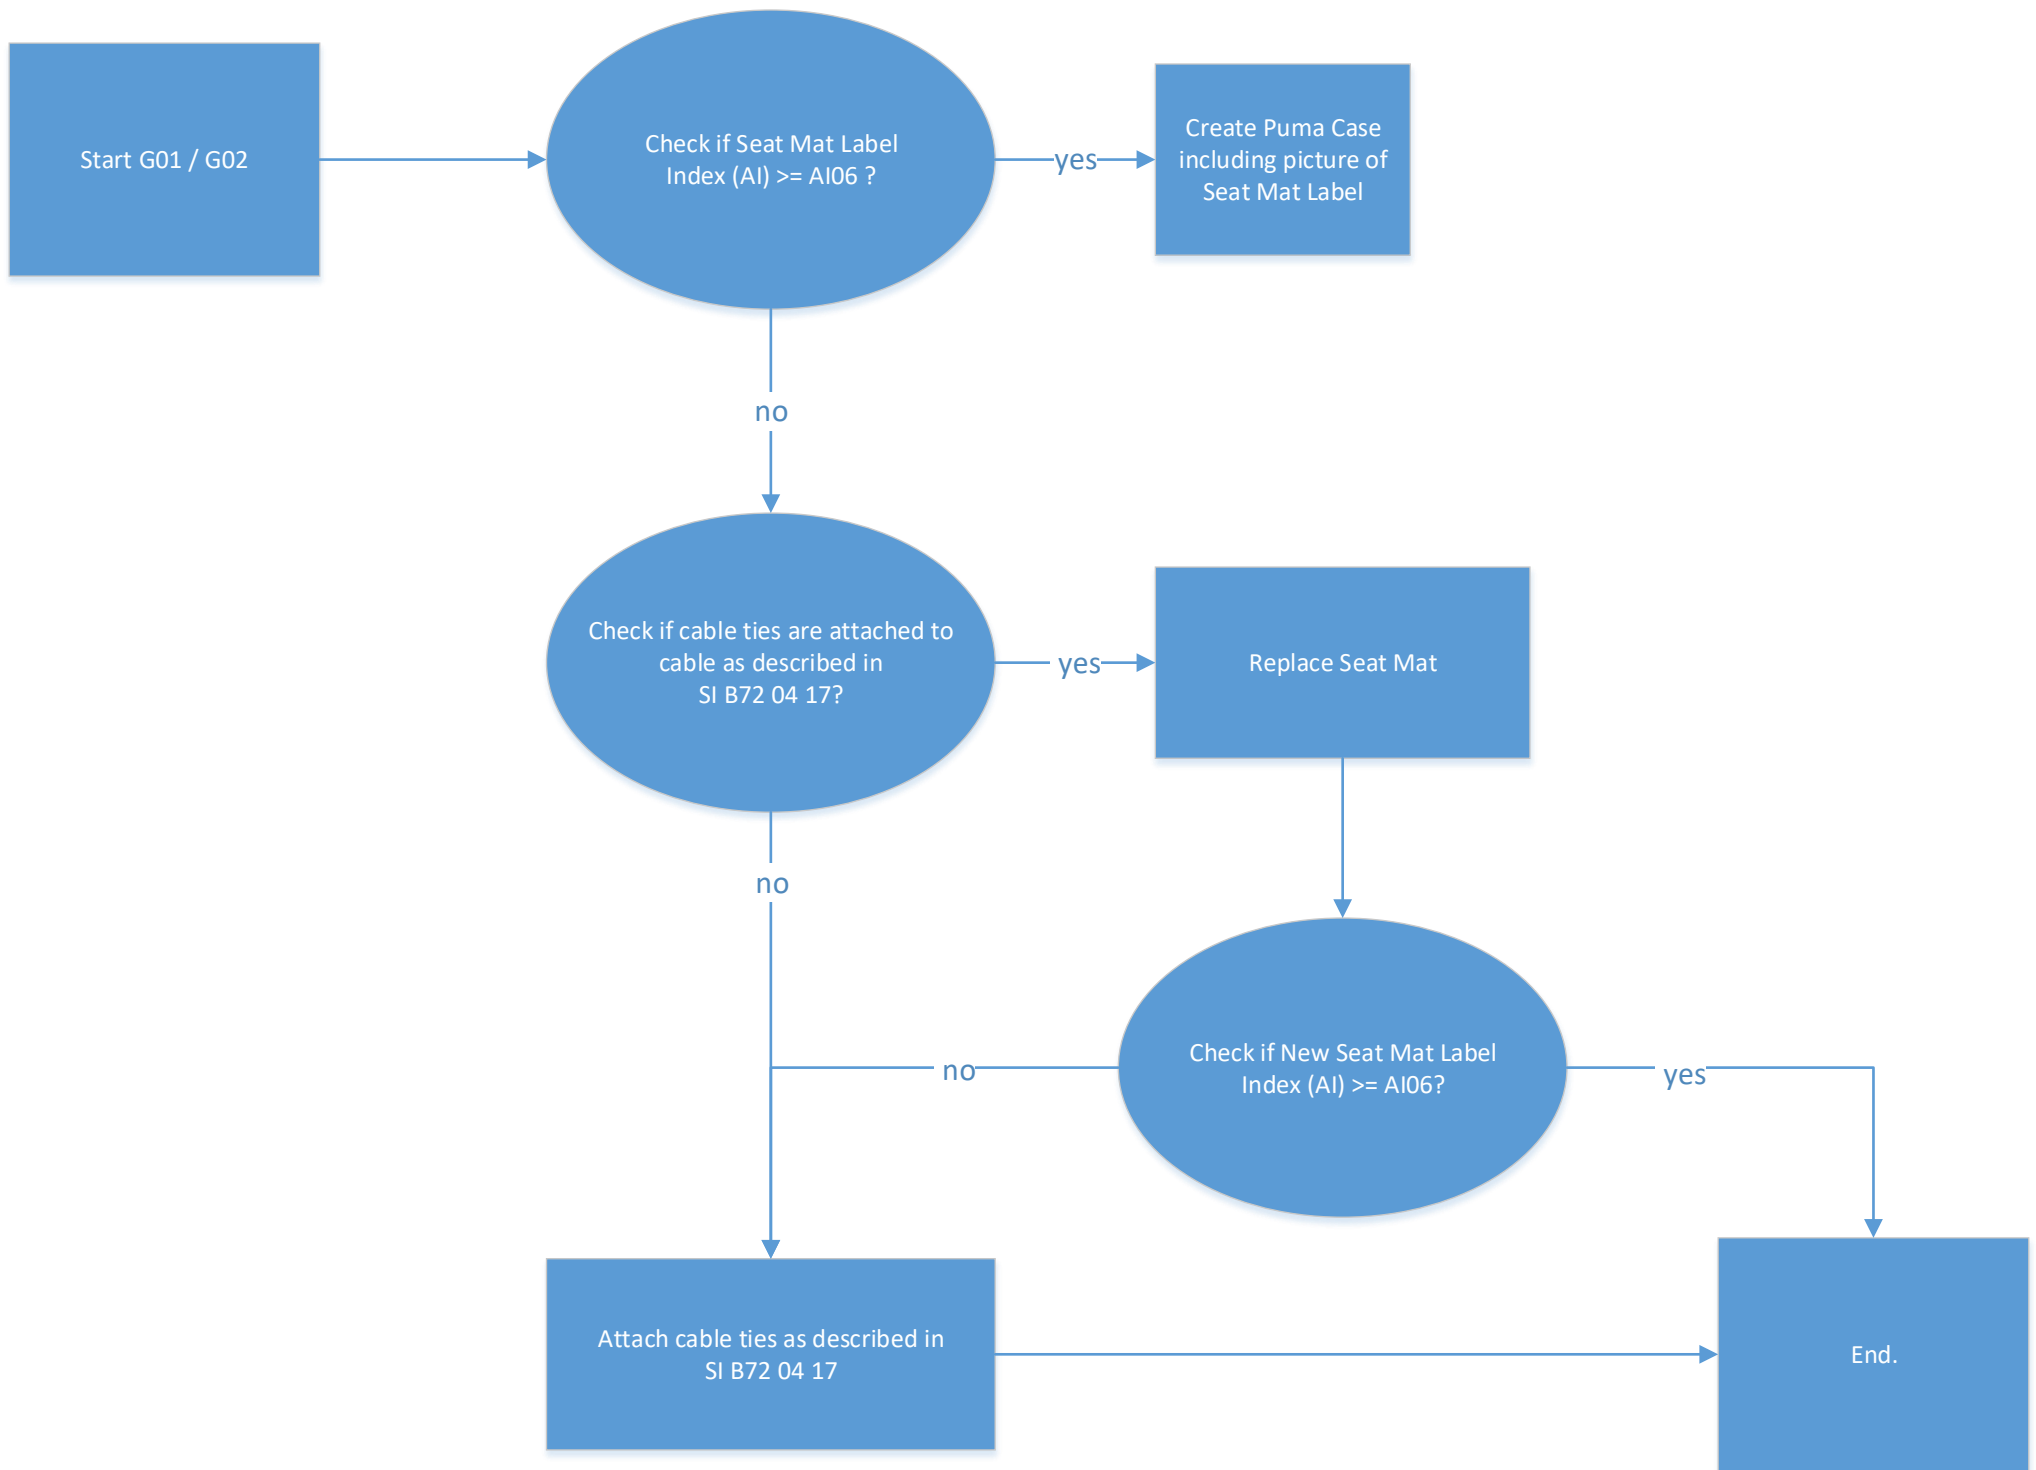 Start G01 / G02
Check if Seat Mat Label
Index (AI) >= AI06 ?
yes
Create Puma Case
including picture of
Seat Mat Label
no
Check if cable ties are attached to
cable as described in
SI B72 04 17?
yes
Replace Seat Mat
no
Check if New Seat Mat Label
Index (AI) >= AI06?
no
yes
Attach cable ties as described in
SI B72 04 17
End.